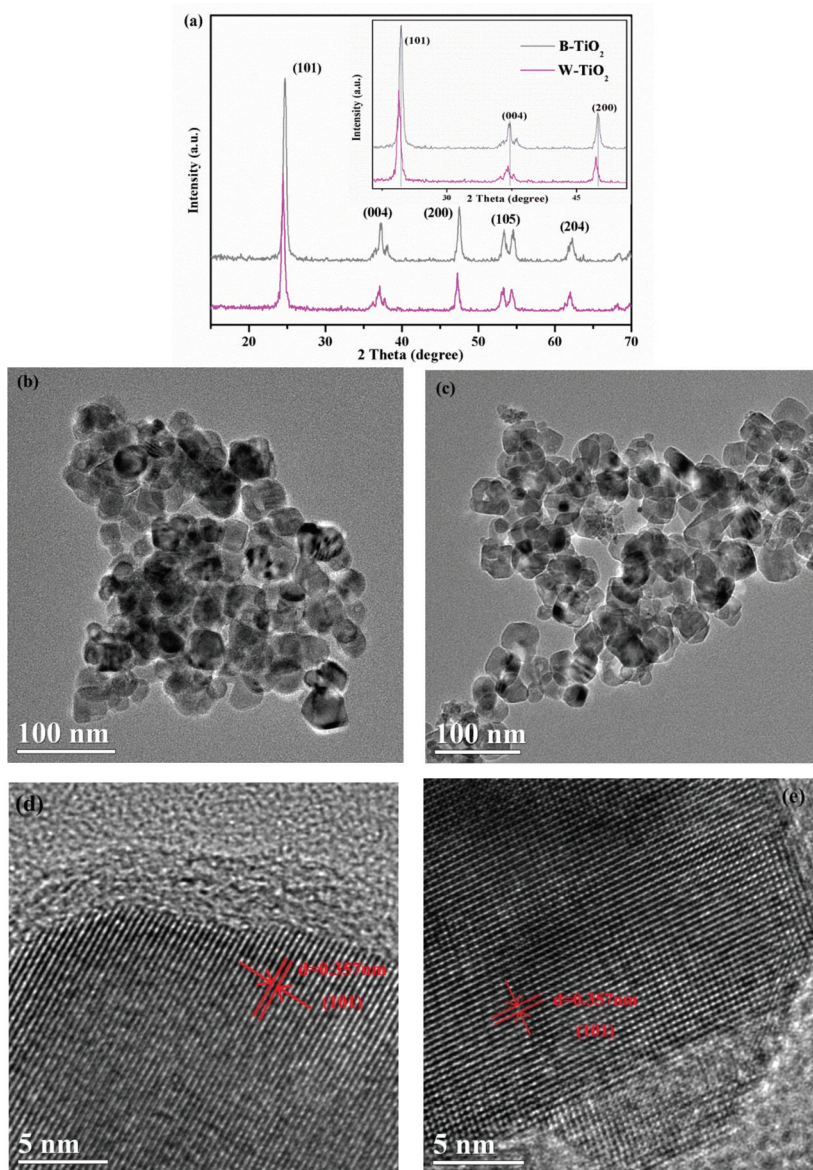 (a)
(101)
(101)
B-TiO2
W-TiO2
(004)
(200)
Intensity (a.u.)
30
45
2 Theta (degree)
Intensity (a.u.)
(004)
(200)
(105)
(204)
20
30
40
50
60
70
2 Theta (degree)
(b)
100 nm
(c)
100 nm
(d)
d=0.357nm
(101)
5 nm
(e)
d=0.357nm
(101)
5 nm